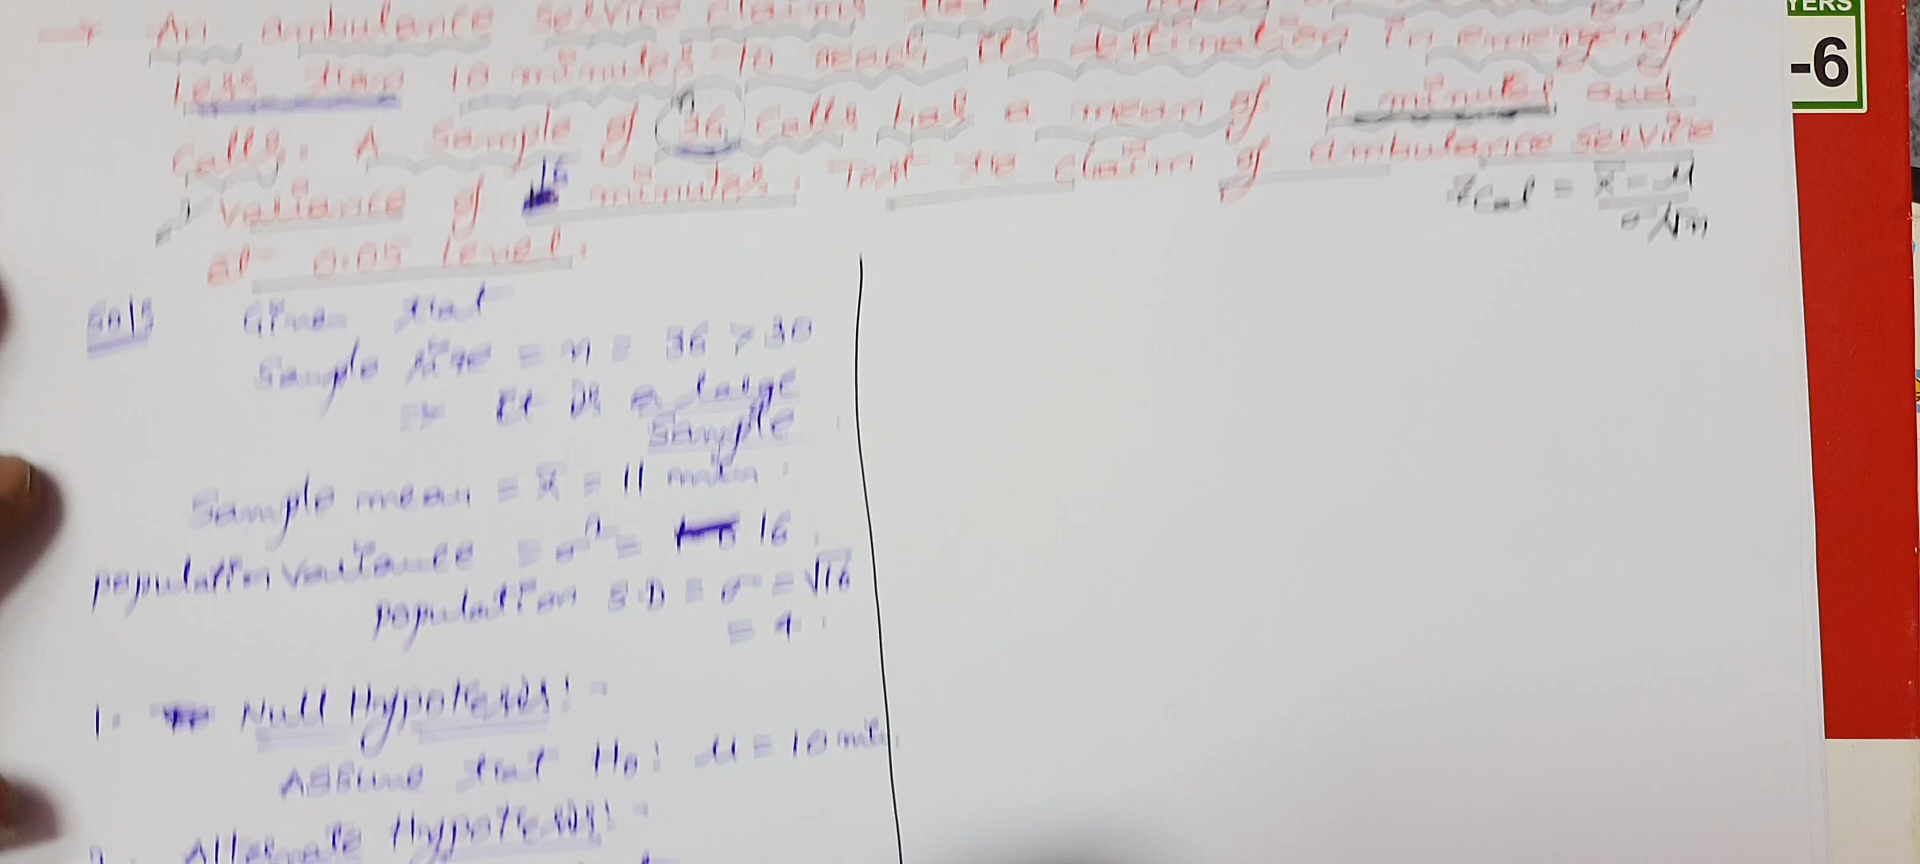 An ambulance service claims that it takes on
less than 10 minutes to reach its destination in emergency
calls. A sample of 36 calls has a mean of 11 minutes and
variance of 16 minutes. Test the claim of ambulance service
at 0.05 level.
Zcal = x̄ - μ
σ/√n
Sol:
Given that
Sample size = n = 36 > 30
⇒ It is a large
sample
Sample mean = x̄ = 11 min.
population variance = σ² = 16.
population S.D = σ = √16
= 4.
1. Null Hypothesis:-
Assume that H₀: μ = 10 min.
2. Alternate Hypothesis:-
YERS
-6